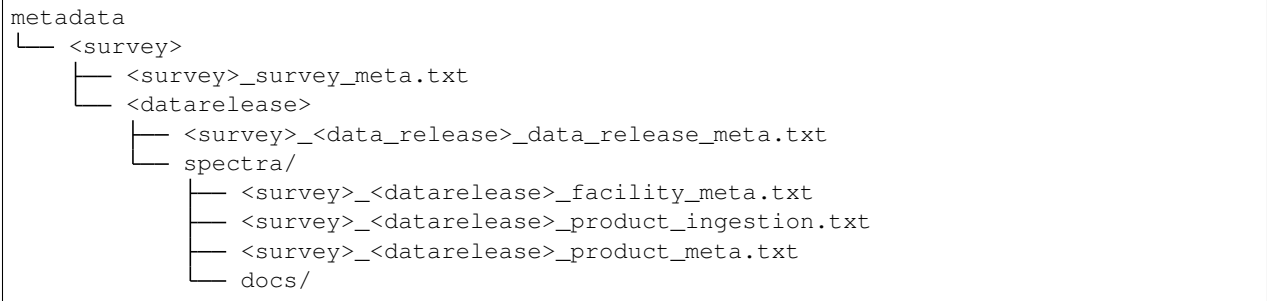 metadata
└── <survey>
    ├── <survey>_survey_meta.txt
    └── <datarelease>
        ├── <survey>_<data_release>_data_release_meta.txt
        └── spectra/
            ├── <survey>_<datarelease>_facility_meta.txt
            ├── <survey>_<datarelease>_product_ingestion.txt
            ├── <survey>_<datarelease>_product_meta.txt
            └── docs/